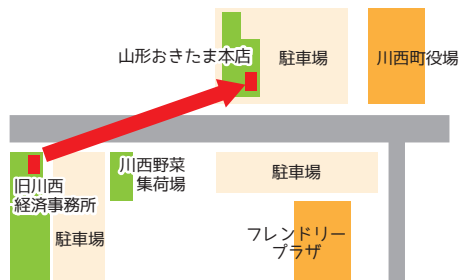 山形おきたま本店
駐車場
川西町役場
旧川西
経済事務所
駐車場
川西野菜
集荷場
駐車場
フレンドリー
プラザ